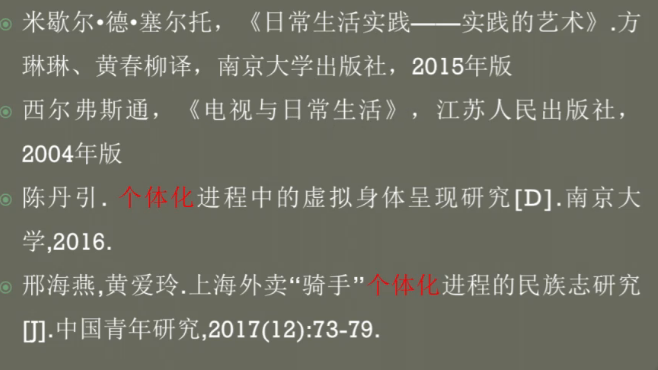 米歇尔•德•塞尔托，《日常生活实践——实践的艺术》.方
琳琳、黄春柳译，南京大学出版社，2015年版
西尔弗斯通，《电视与日常生活》，江苏人民出版社，
2004年版
陈丹引. 个体化进程中的虚拟身体呈现研究[D].南京大
学,2016.
邢海燕,黄爱玲.上海外卖“骑手”个体化进程的民族志研究
[J].中国青年研究,2017(12):73-79.